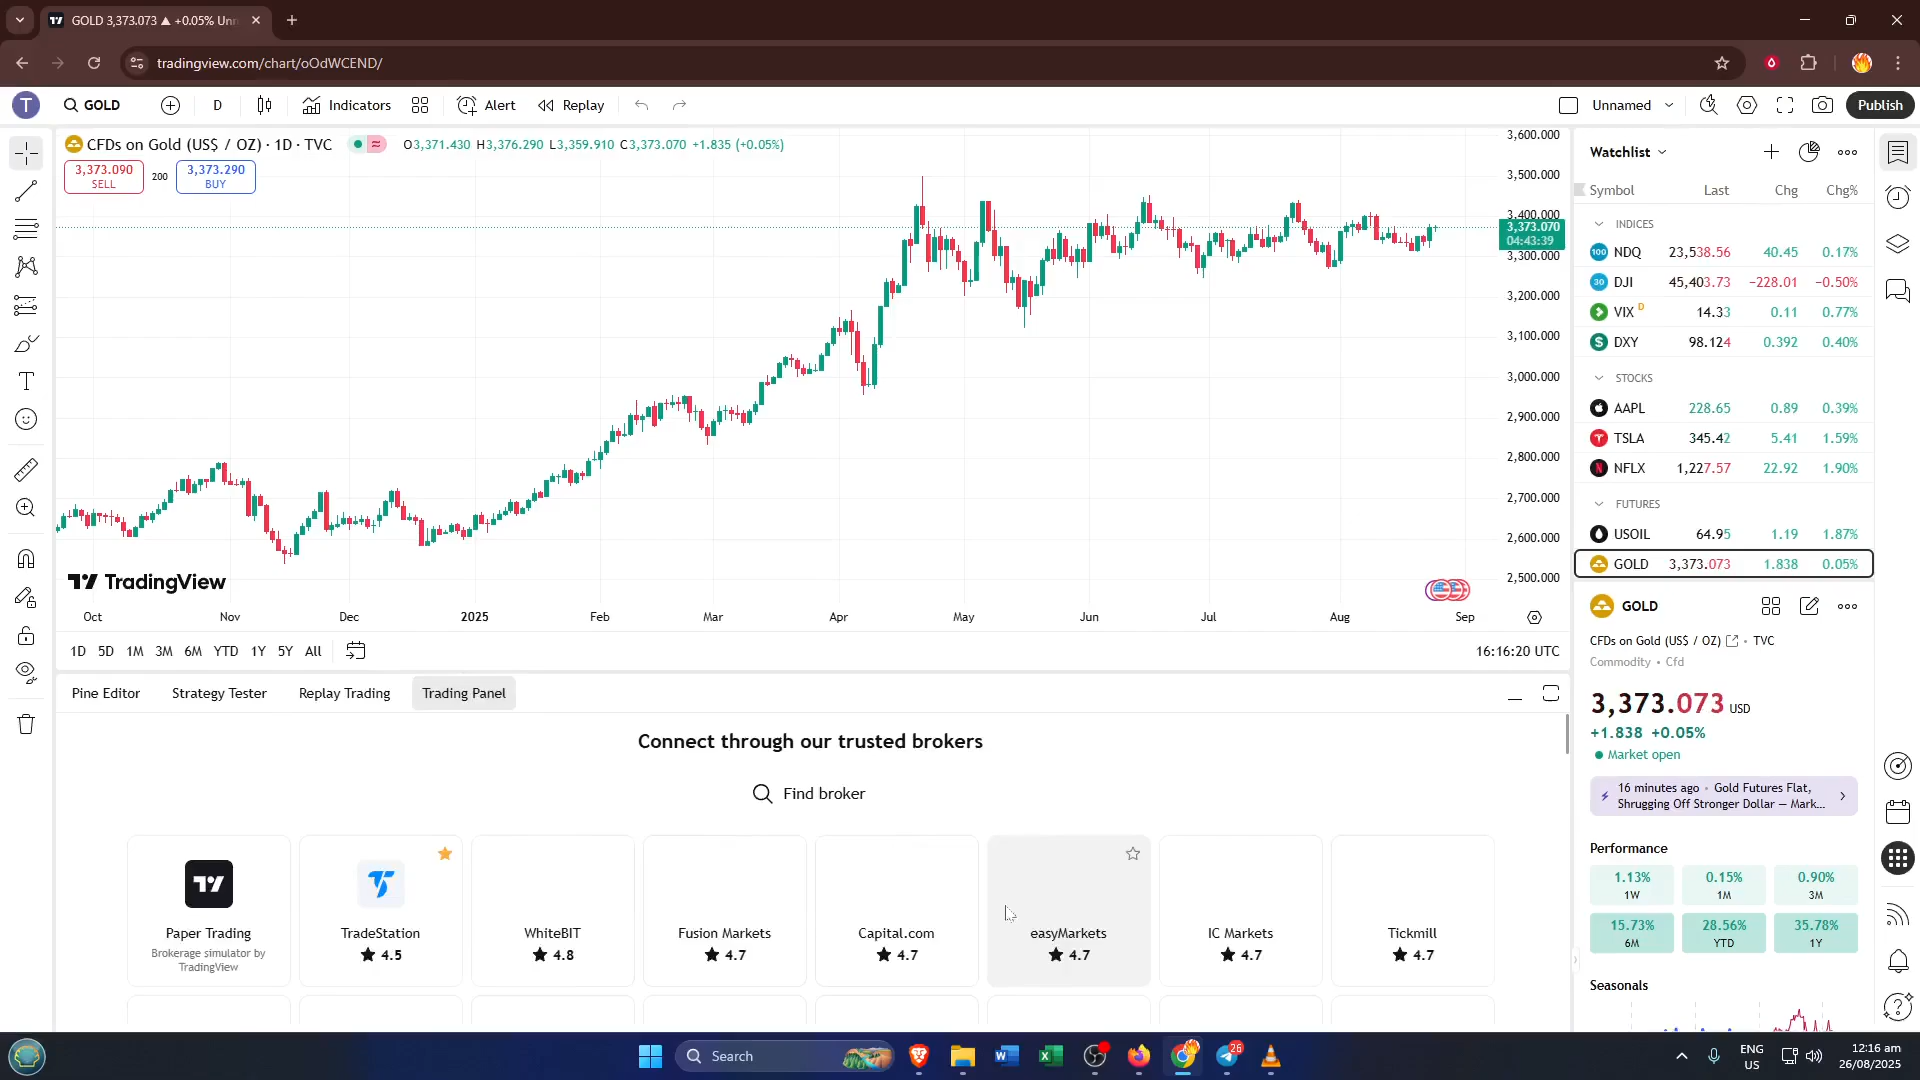 GOLD 3,373.073 ▲ +0.05% Unn
tradingview.com/chart/oOdWCEND/
T
GOLD
D
Indicators
Alert
Replay
Unnamed
Publish
CFDs on Gold (US$ / OZ) · 1D · TVC
O3,371.430 H3,376.290 L3,359.910 C3,373.070 +1.835 (+0.05%)
3,373.090
SELL
200
3,373.290
BUY
3,600.000
3,500.000
3,400.000
3,373.070
04:43:39
3,300.000
3,200.000
3,100.000
3,000.000
2,900.000
2,800.000
2,700.000
2,600.000
2,500.000
TradingView
Oct Nov Dec 2025 Feb Mar Apr May Jun Jul Aug Sep
1D 5D 1M 3M 6M YTD 1Y 5Y All
16:16:20 UTC
Pine Editor
Strategy Tester
Replay Trading
Trading Panel
Connect through our trusted brokers
Find broker
Paper Trading
Brokerage simulator by
TradingView
TradeStation
4.5
WhiteBIT
4.8
Fusion Markets
4.7
Capital.com
4.7
easyMarkets
4.7
IC Markets
4.7
Tickmill
4.7
Watchlist
Symbol Last Chg Chg%
INDICES
100 NDQ 23,538.56 40.45 0.17%
30 DJI 45,403.73 −228.01 −0.50%
VIX D 14.33 0.11 0.77%
DXY 98.124 0.392 0.40%
STOCKS
AAPL 228.65 0.89 0.39%
TSLA 345.42 5.41 1.59%
NFLX 1,227.57 22.92 1.90%
FUTURES
USOIL 64.95 1.19 1.87%
GOLD 3,373.073 1.838 0.05%
GOLD
CFDs on Gold (US$ / OZ) • TVC
Commodity • Cfd
3,373.073 USD
+1.838 +0.05%
Market open
16 minutes ago • Gold Futures Flat,
Shrugging Off Stronger Dollar — Mark...
Performance
1.13%
1W
0.15%
1M
0.90%
3M
15.73%
6M
28.56%
YTD
35.78%
1Y
Seasonals
Search
26
ENG
US
12:16 am
26/08/2025